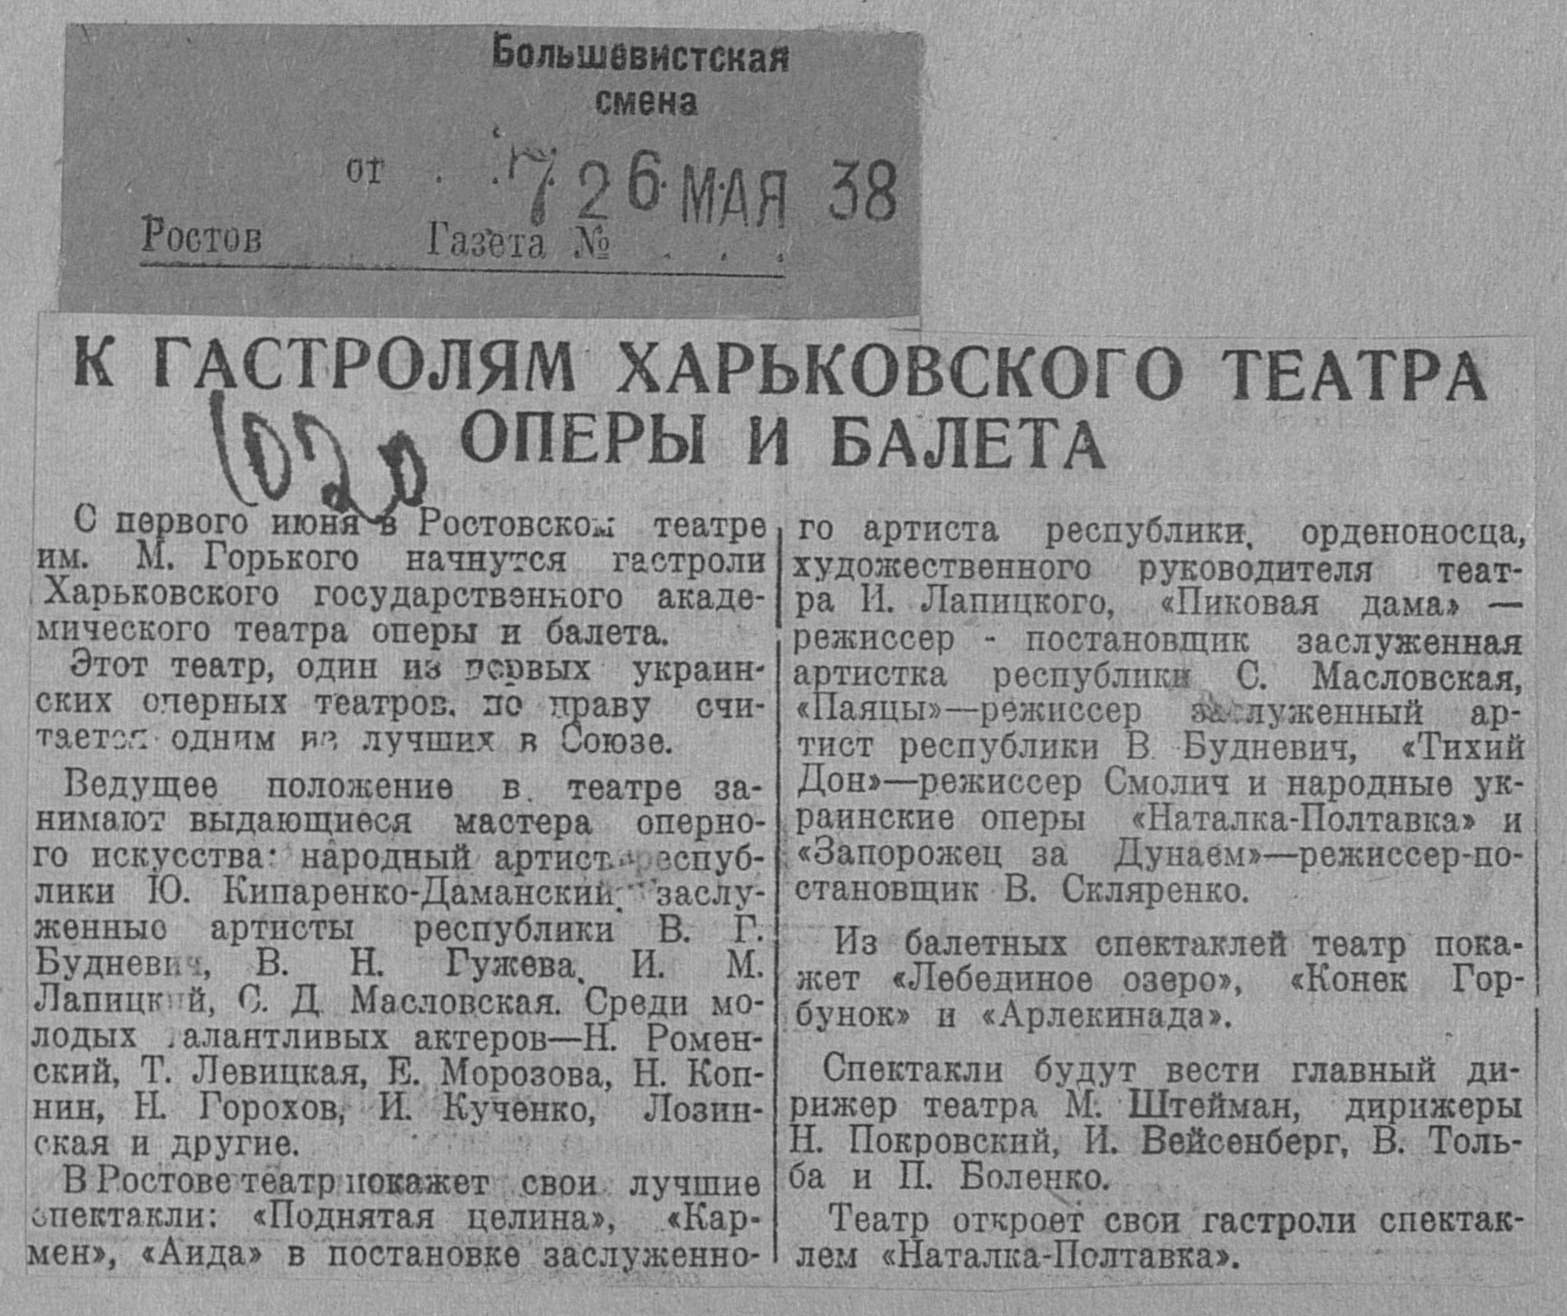 Большевистская
смена
от . . 7 26 МАЯ 38
Ростов Газета № . . .
К ГАСТРОЛЯМ ХАРЬКОВСКОГО ТЕАТРА
ОПЕРЫ И БАЛЕТА
1020
С первого июня в Ростовском театре
им. М. Горького начнутся гастроли
Харьковского государственного акаде-
мического театра оперы и балета.
Этот театр, один из первых украин-
ских оперных театров, по праву счи-
тается одним из лучших в Союзе.
Ведущее положение в театре за-
нимают выдающиеся мастера оперно-
го искусства: народный артист респуб-
лики Ю. Кипаренко-Даманский, заслу-
женные артисты республики В. Г.
Будневич, В. Н. Гужева, И. М.
Лапицкий, С. Д. Масловская. Среди мо-
лодых талантливых актеров—Н. Ромен-
ский, Т. Левицкая, Е. Морозова, Н. Коп-
нин, Н. Горохов, И. Кученко, Лозин-
ская и другие.
В Ростове театр покажет свои лучшие
спектакли: «Поднятая целина», «Кар-
мен», «Аида» в постановке заслуженно-
го артиста республики, орденоносца,
художественного руководителя теат-
ра И. Лапицкого, «Пиковая дама» —
режиссер - постановщик заслуженная
артистка республики С. Масловская,
«Паяцы»—режиссер заслуженный ар-
тист республики В. Будневич, «Тихий
Дон»—режиссер Смолич и народные ук-
раинские оперы «Наталка-Полтавка» и
«Запорожец за Дунаем»—режиссер-по-
становщик В. Скляренко.
Из балетных спектаклей театр пока-
жет «Лебединое озеро», «Конек Гор-
бунок» и «Арлекинада».
Спектакли будут вести главный ди-
рижер театра М. Штейман, дирижеры
Н. Покровский, И. Вейсенберг, В. Толь-
ба и П. Боленко.
Театр откроет свои гастроли спектак-
лем «Наталка-Полтавка».